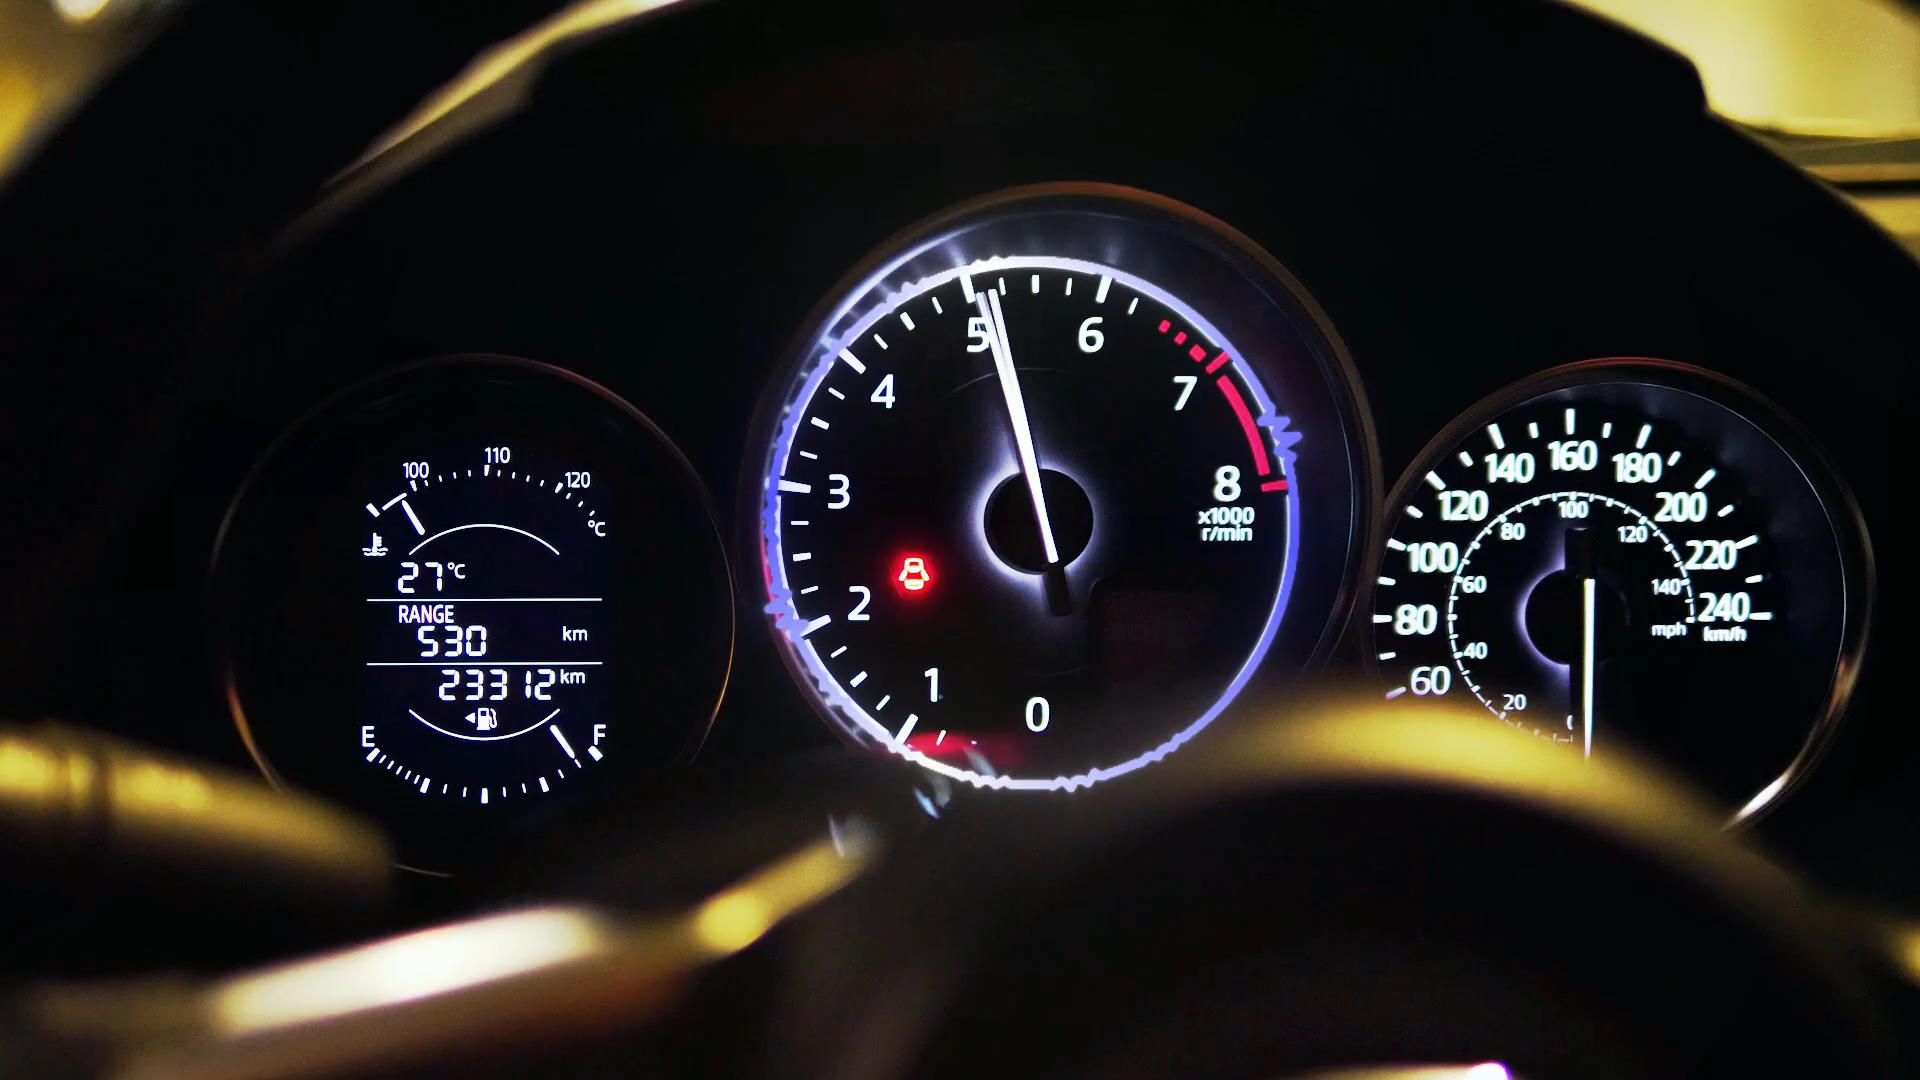 100 110 120
°C
27°C
RANGE
530 km
23312 km
E F
0 1 2 3 4 5 6 7 8
x1000
r/min
60 80 100 120 140 160 180 200 220 240
km/h
20 40 60 80 100 120 140
mph